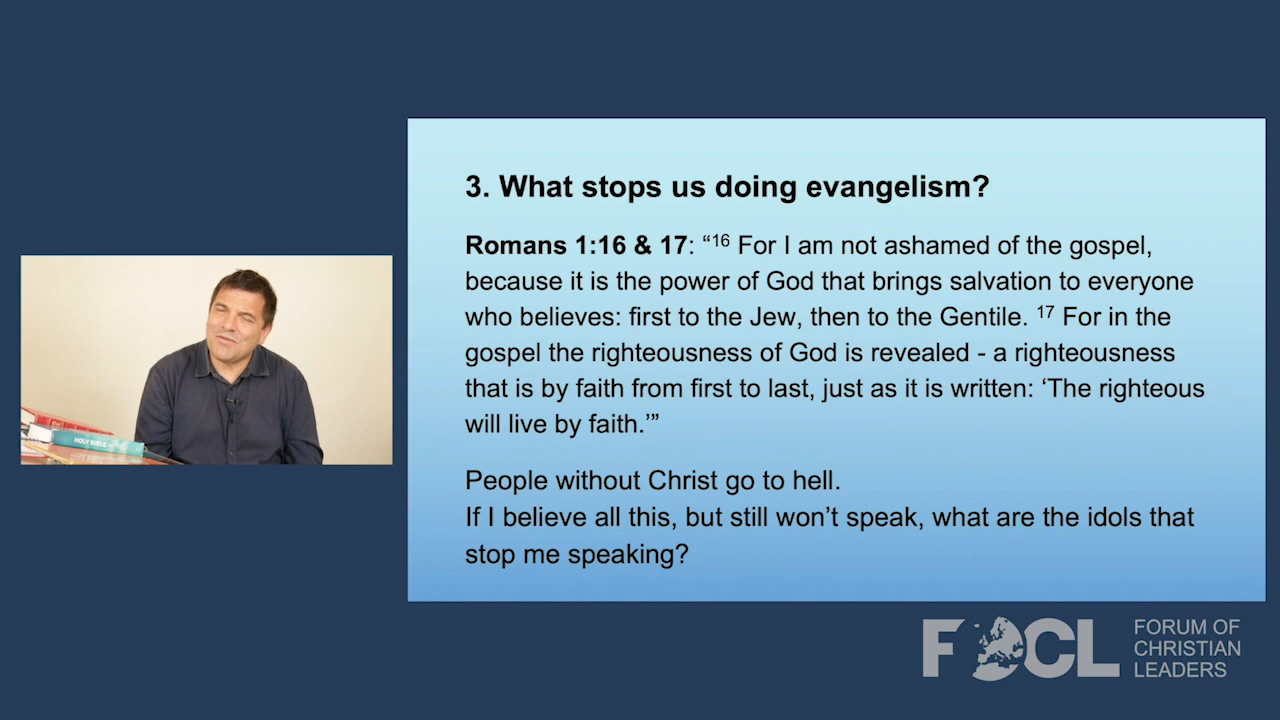 3. What stops us doing evangelism?
Romans 1:16 & 17: “16 For I am not ashamed of the gospel,
because it is the power of God that brings salvation to everyone
who believes: first to the Jew, then to the Gentile. 17 For in the
gospel the righteousness of God is revealed - a righteousness
that is by faith from first to last, just as it is written: ‘The righteous
will live by faith.’”
People without Christ go to hell.
If I believe all this, but still won’t speak, what are the idols that
stop me speaking?
HOLY BIBLE
FOCL
FORUM OF
CHRISTIAN
LEADERS